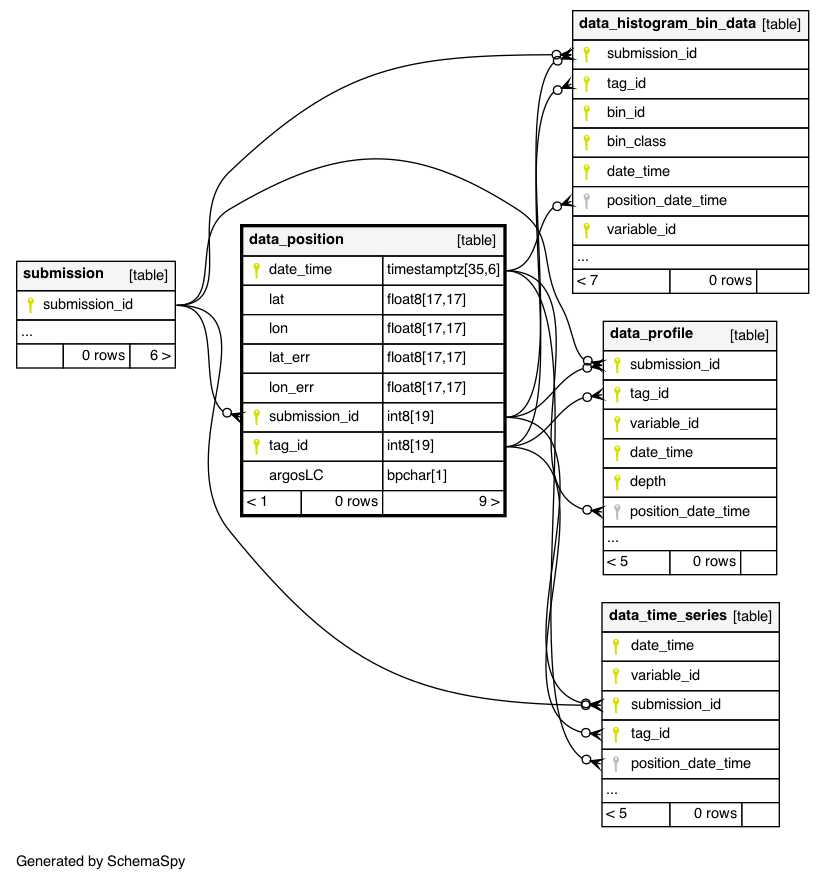 data_histogram_bin_data [table]
submission_id
tag_id
bin_id
bin_class
date_time
position_date_time
variable_id
...
< 7 0 rows
data_position [table]
date_time timestamptz[35,6]
lat float8[17,17]
lon float8[17,17]
lat_err float8[17,17]
lon_err float8[17,17]
submission_id int8[19]
tag_id int8[19]
argosLC bpchar[1]
< 1 0 rows 9 >
submission [table]
submission_id
...
0 rows 6 >
data_profile [table]
submission_id
tag_id
variable_id
date_time
depth
position_date_time
...
< 5 0 rows
data_time_series [table]
date_time
variable_id
submission_id
tag_id
position_date_time
...
< 5 0 rows
Generated by SchemaSpy